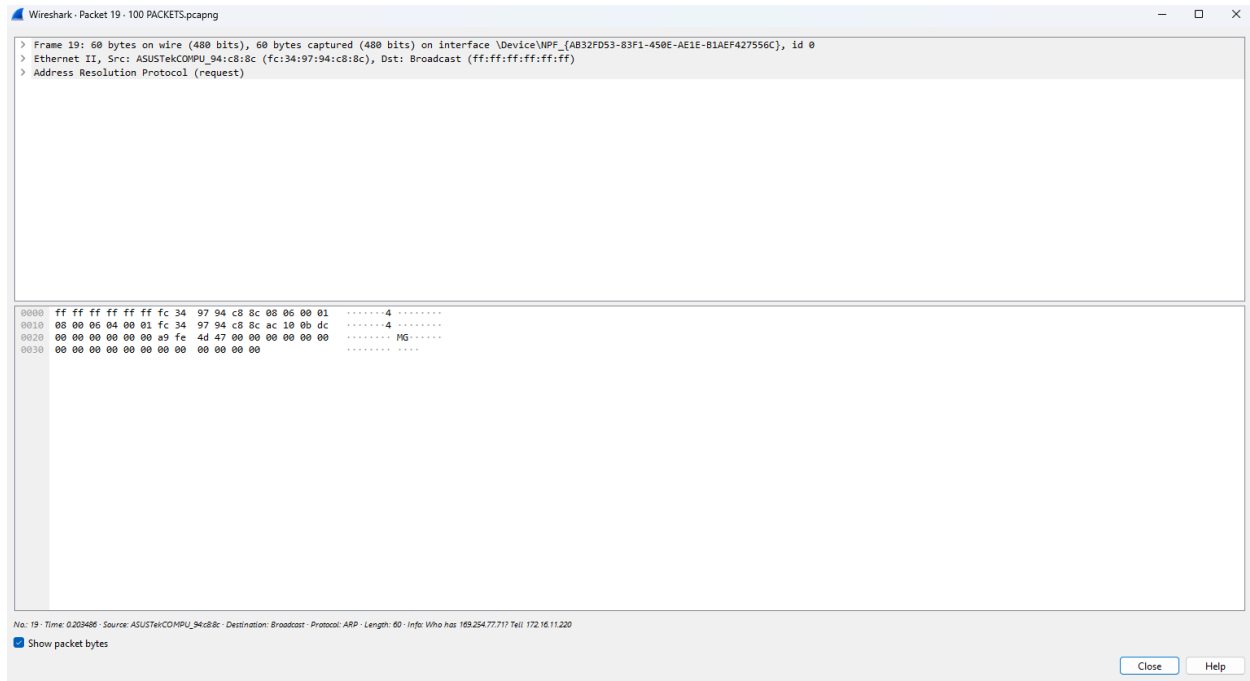 Wireshark · Packet 19 · 100 PACKETS.pcapng
> Frame 19: 60 bytes on wire (480 bits), 60 bytes captured (480 bits) on interface \Device\NPF_{AB32FD53-83F1-450E-AE1E-B1AEF427556C}, id 0
> Ethernet II, Src: ASUSTekCOMPU_94:c8:8c (fc:34:97:94:c8:8c), Dst: Broadcast (ff:ff:ff:ff:ff:ff)
> Address Resolution Protocol (request)
0000 ff ff ff ff ff ff fc 34 97 94 c8 8c 08 06 00 01 ·······4 ········
0010 08 00 06 04 00 01 fc 34 97 94 c8 8c ac 10 0b dc ·······4 ········
0020 00 00 00 00 00 00 a9 fe 4d 47 00 00 00 00 00 00 ········ MG······
0030 00 00 00 00 00 00 00 00 00 00 00 00 ········ ····
No.: 19 · Time: 0.203486 · Source: ASUSTekCOMPU_94:c8:8c · Destination: Broadcast · Protocol: ARP · Length: 60 · Info: Who has 169.254.77.71? Tell 172.16.11.220
Show packet bytes
Close Help